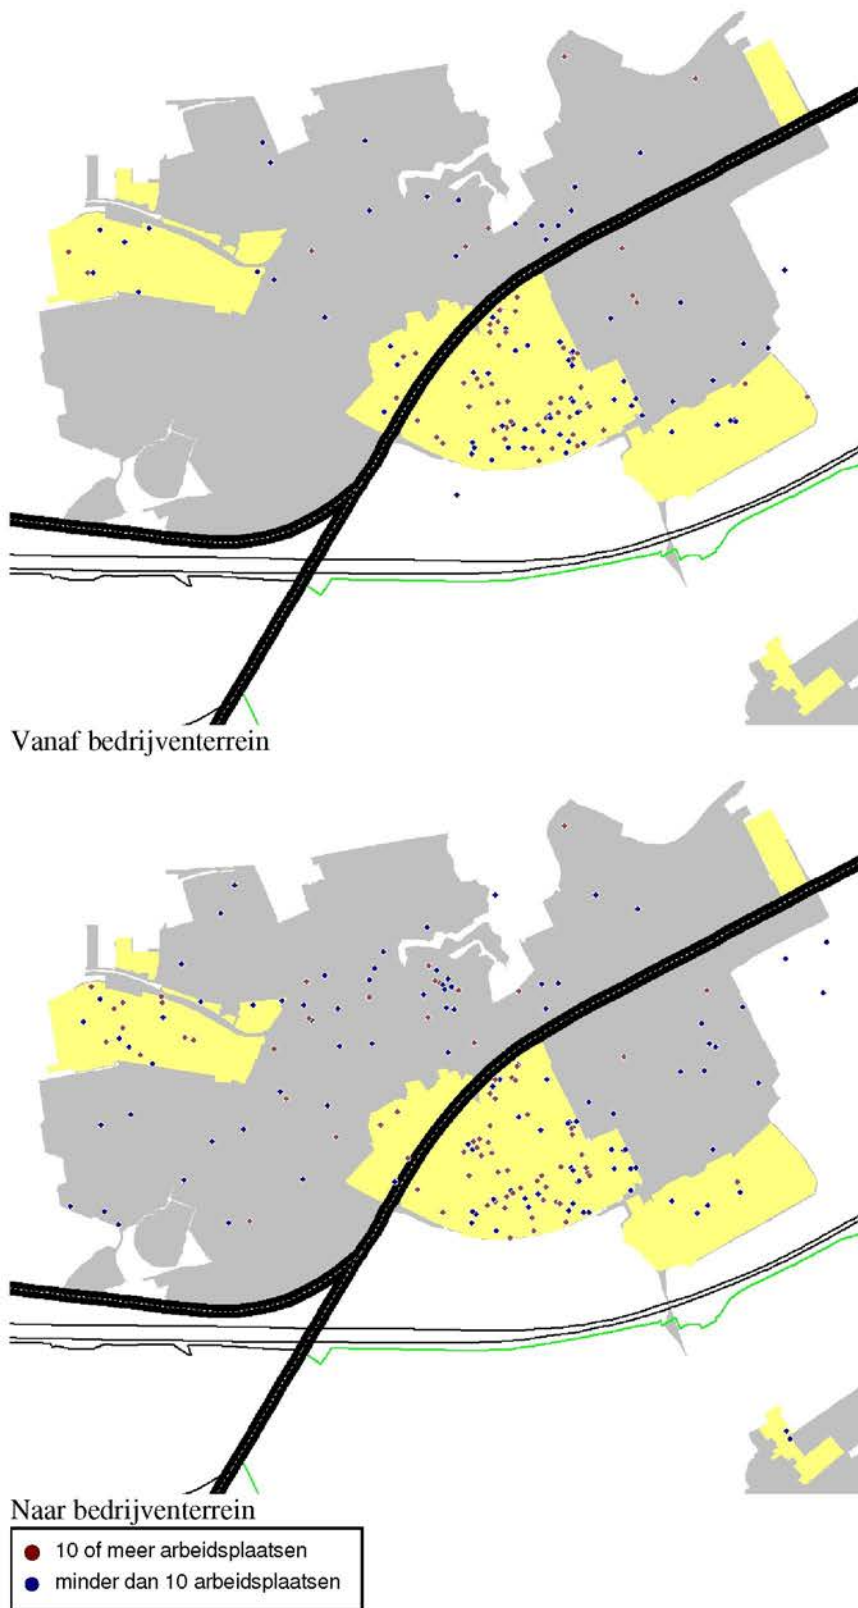 Vanaf bedrijventerrein
Naar bedrijventerrein
10 of meer arbeidsplaatsen
minder dan 10 arbeidsplaatsen